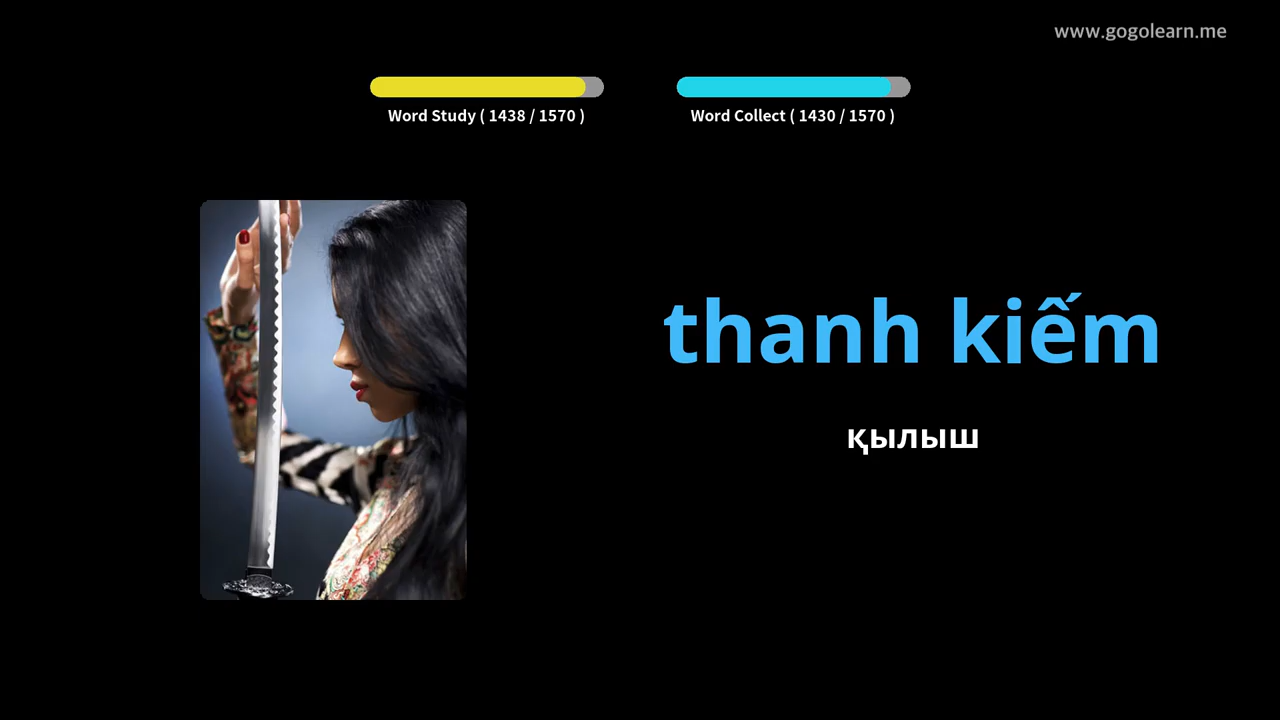 www.gogolearn.me
Word Study ( 1438 / 1570 )
Word Collect ( 1430 / 1570 )
thanh kiếm
қылыш